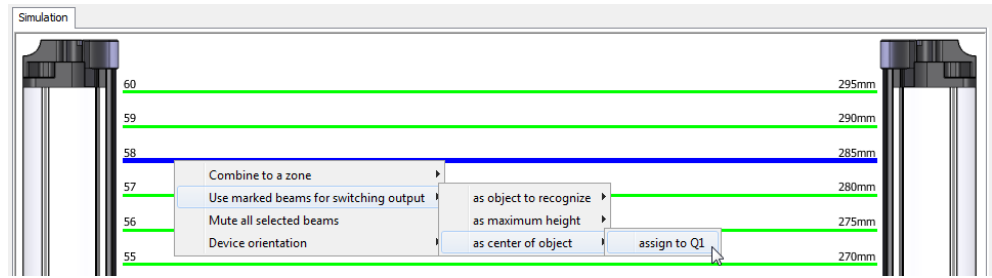 Simulation
60 295mm
59 290mm
58 285mm
Combine to a zone
57 280mm
Use marked beams for switching output as object to recognize
56 275mm
Mute all selected beams as maximum height
Device orientation as center of object assign to Q1
55 270mm